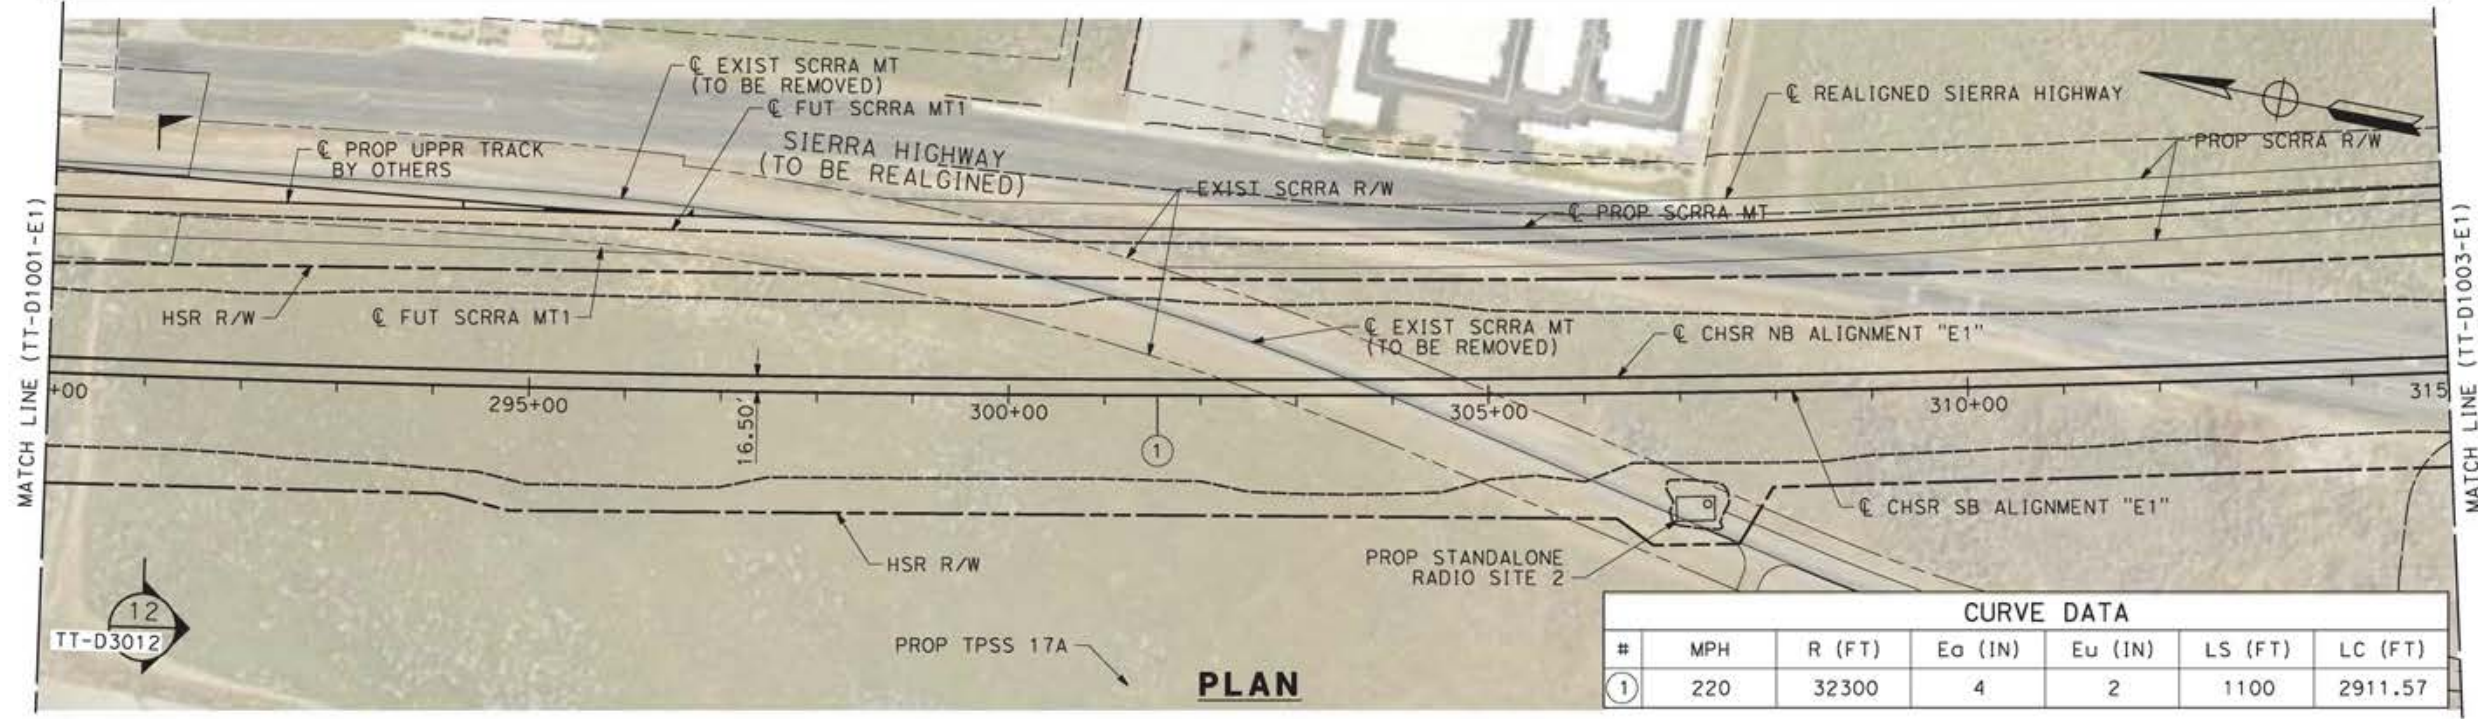 ℄ EXIST SCRRA MT
(TO BE REMOVED)
℄ FUT SCRRA MT1
SIERRA HIGHWAY
(TO BE REALGINED)
℄ REALIGNED SIERRA HIGHWAY
PROP SCRRA R/W
℄ PROP UPPR TRACK
BY OTHERS
EXIST SCRRA R/W
℄ PROP SCRRA MT
HSR R/W
℄ FUT SCRRA MT1
℄ EXIST SCRRA MT
(TO BE REMOVED)
℄ CHSR NB ALIGNMENT "E1"
MATCH LINE (TT-D1001-E1)
MATCH LINE (TT-D1003-E1)
+00
295+00
300+00
305+00
310+00
315
16.50'
1
℄ CHSR SB ALIGNMENT "E1"
HSR R/W
PROP STANDALONE
RADIO SITE 2
12
TT-D3012
PROP TPSS 17A
PLAN
CURVE DATA
# MPH R (FT) Ea (IN) Eu (IN) LS (FT) LC (FT)
1 220 32300 4 2 1100 2911.57